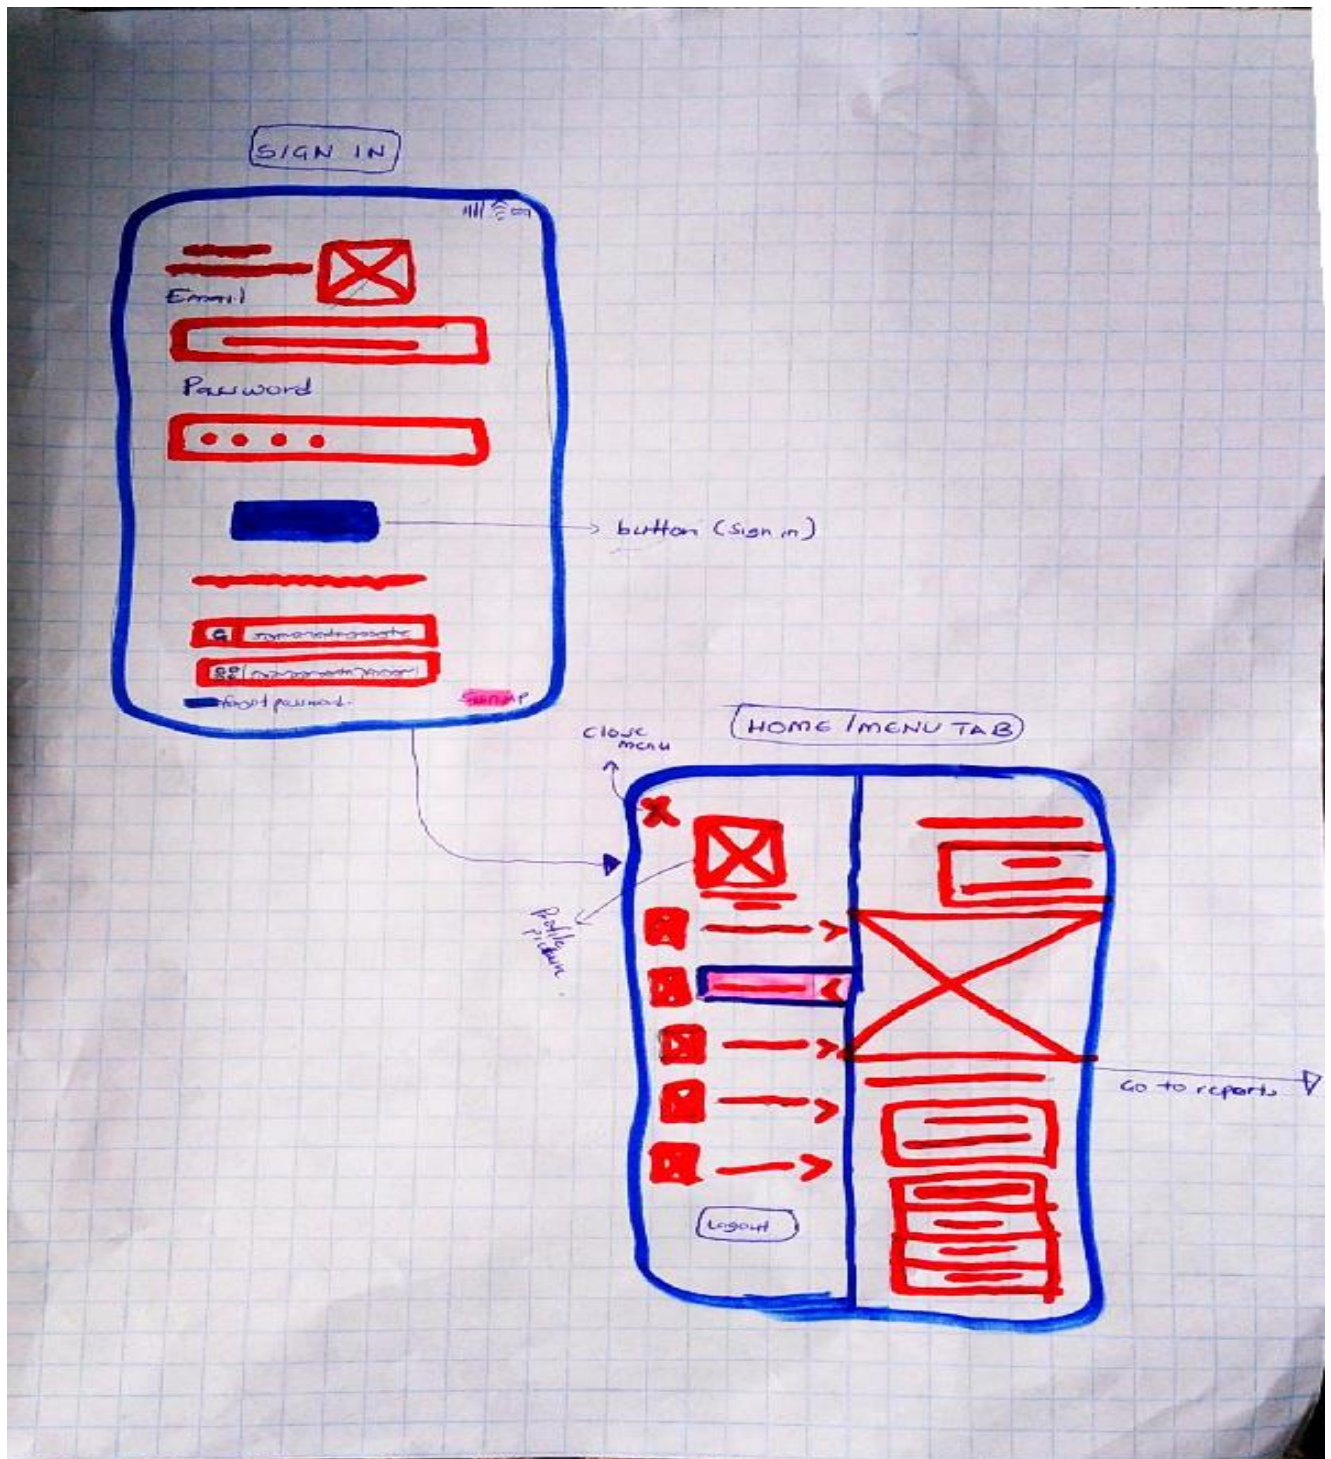 SIGN IN
Email
Password
button (sign in)
G
forgot password.
Sign up
HOME / MENU TAB
close
menu
Profile
picture
Go to reports
Logout